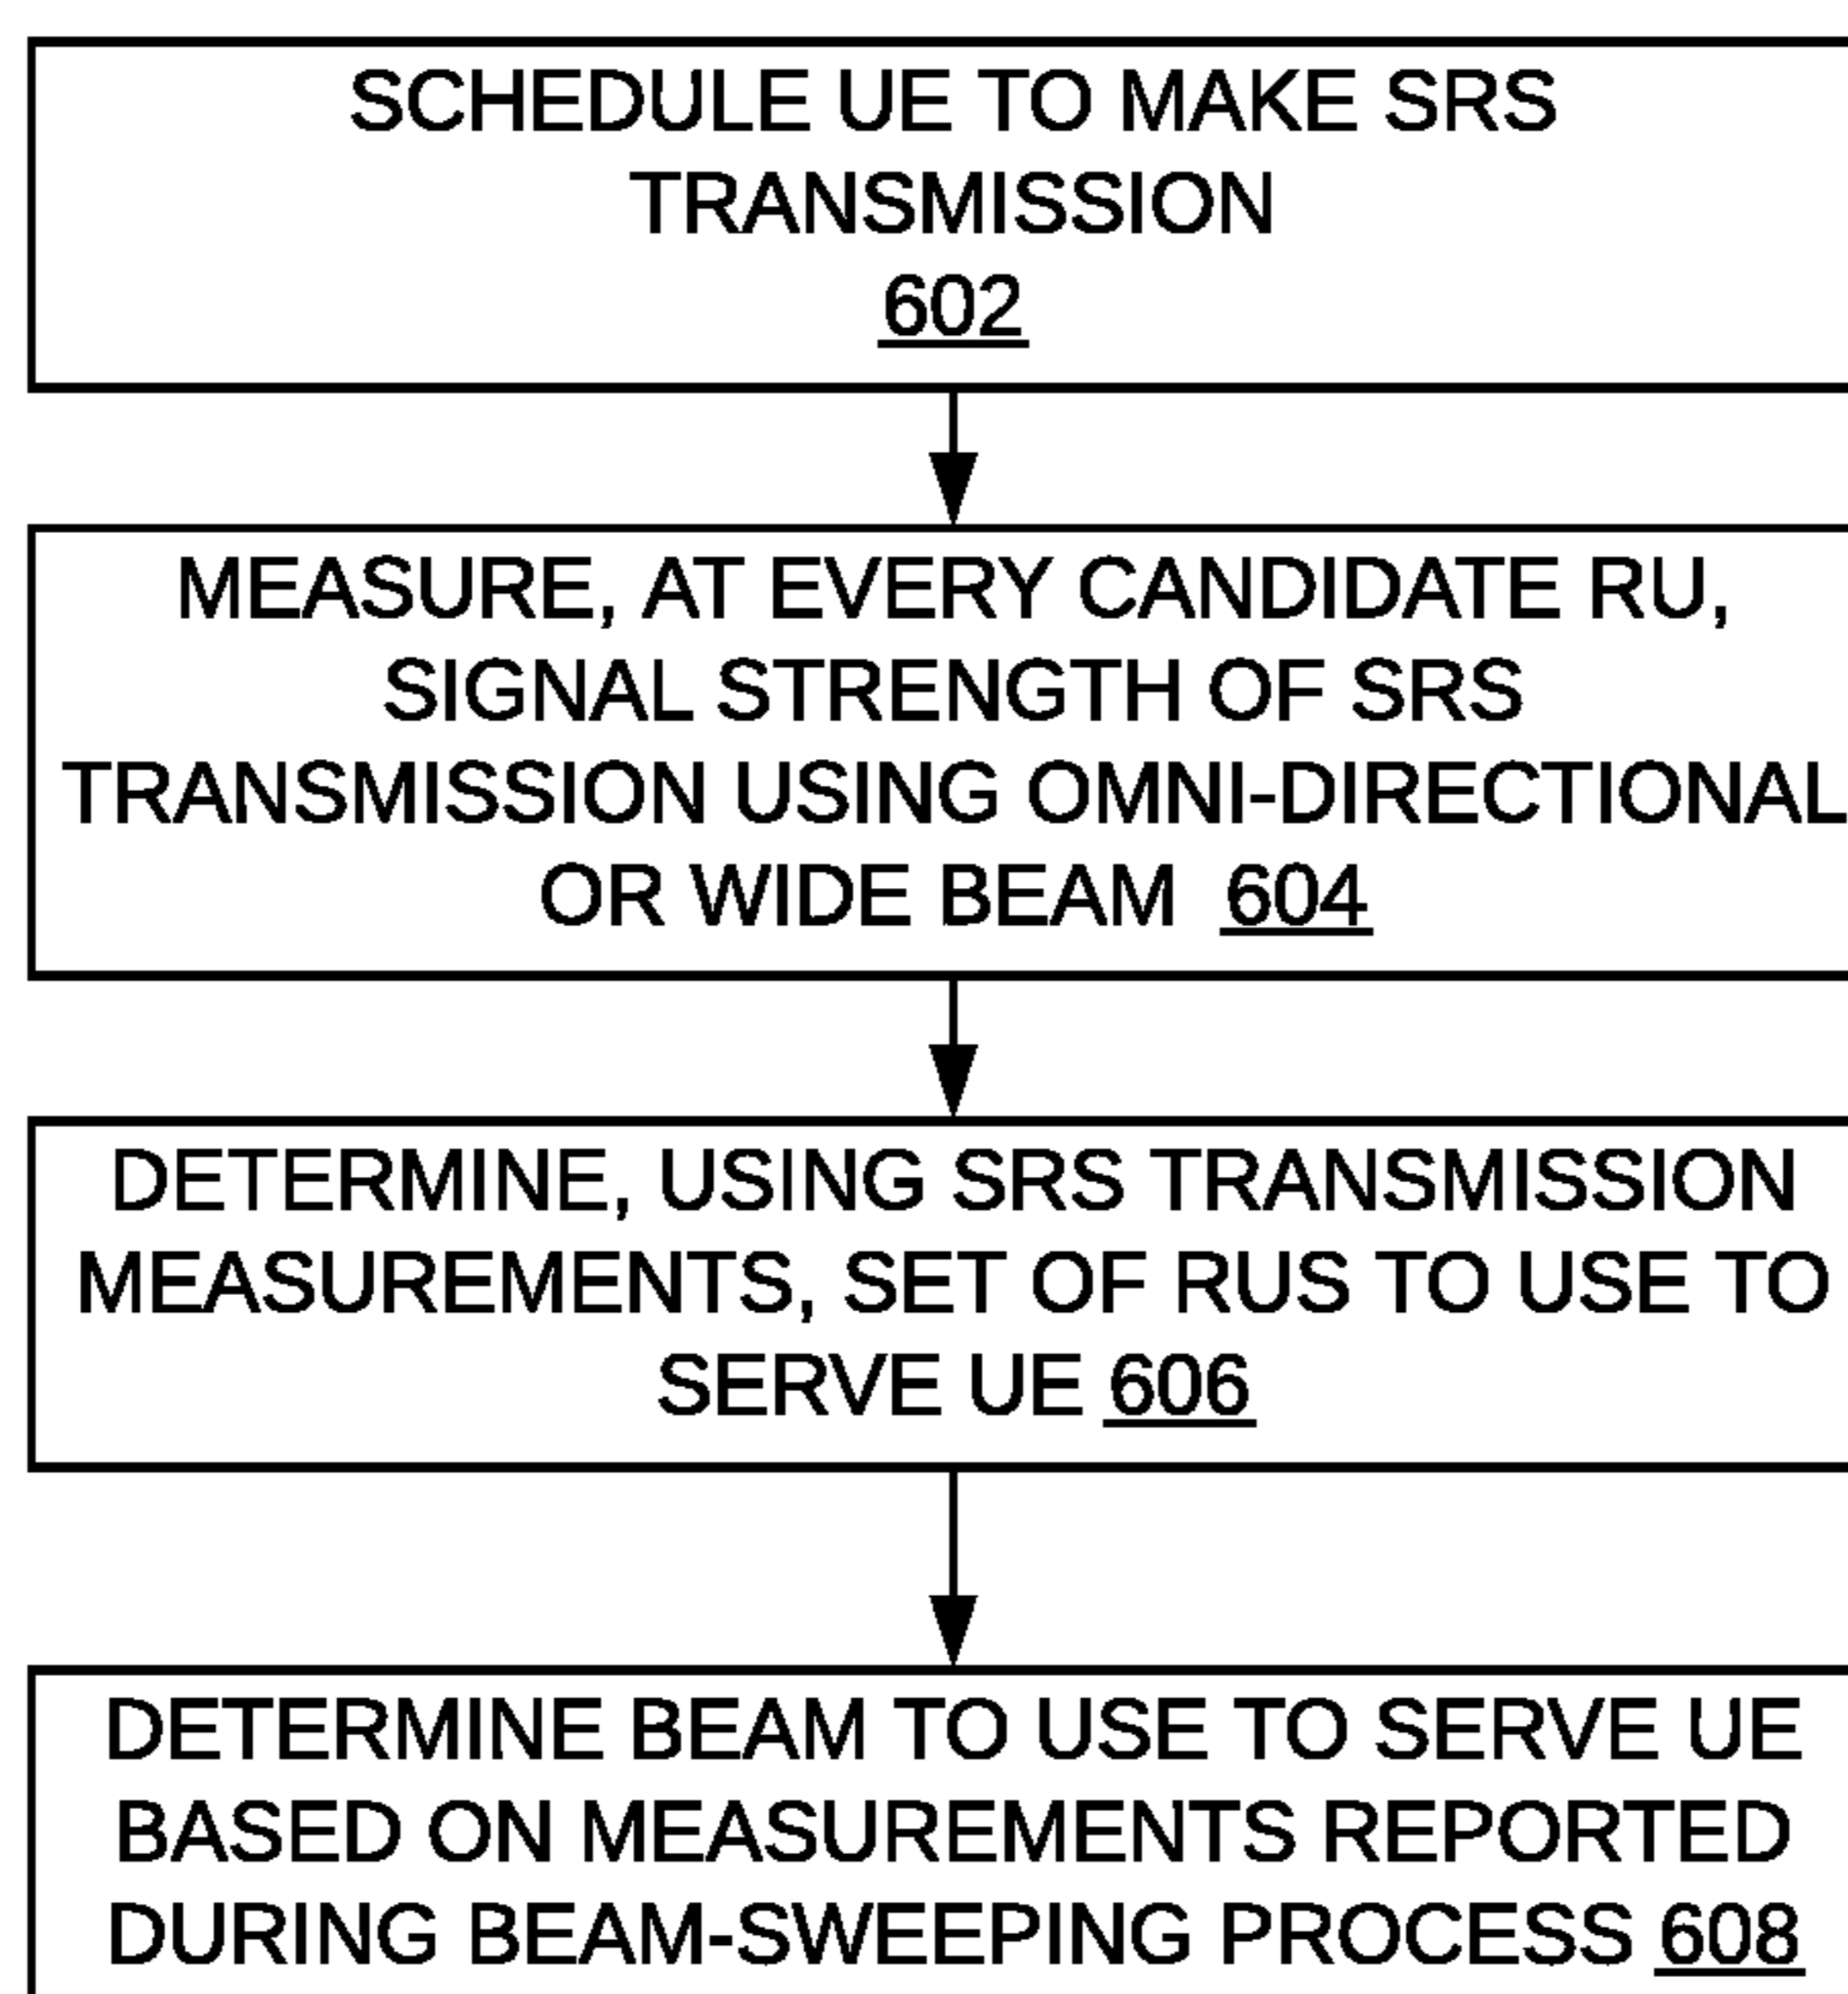 SCHEDULE UE TO MAKE SRS
TRANSMISSION
602
MEASURE, AT EVERY CANDIDATE RU,
SIGNAL STRENGTH OF SRS
TRANSMISSION USING OMNI-DIRECTIONAL
OR WIDE BEAM 604
DETERMINE, USING SRS TRANSMISSION
MEASUREMENTS, SET OF RUS TO USE TO
SERVE UE 606
DETERMINE BEAM TO USE TO SERVE UE
BASED ON MEASUREMENTS REPORTED
DURING BEAM-SWEEPING PROCESS 608